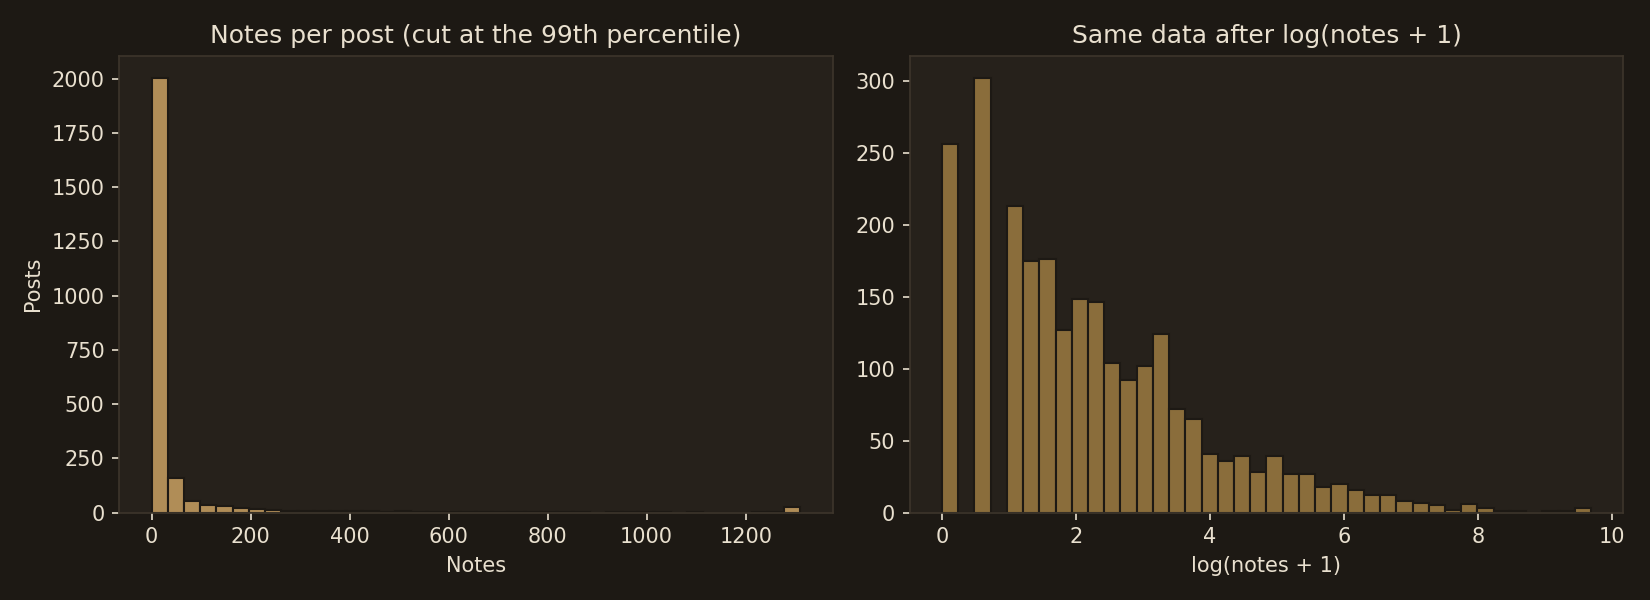 Notes per post (cut at the 99th percentile)
2000
1750
1500
1250
1000
750
500
250
0
Posts
0 200 400 600 800 1000 1200
Notes
Same data after log(notes + 1)
300
250
200
150
100
50
0
0 2 4 6 8 10
log(notes + 1)